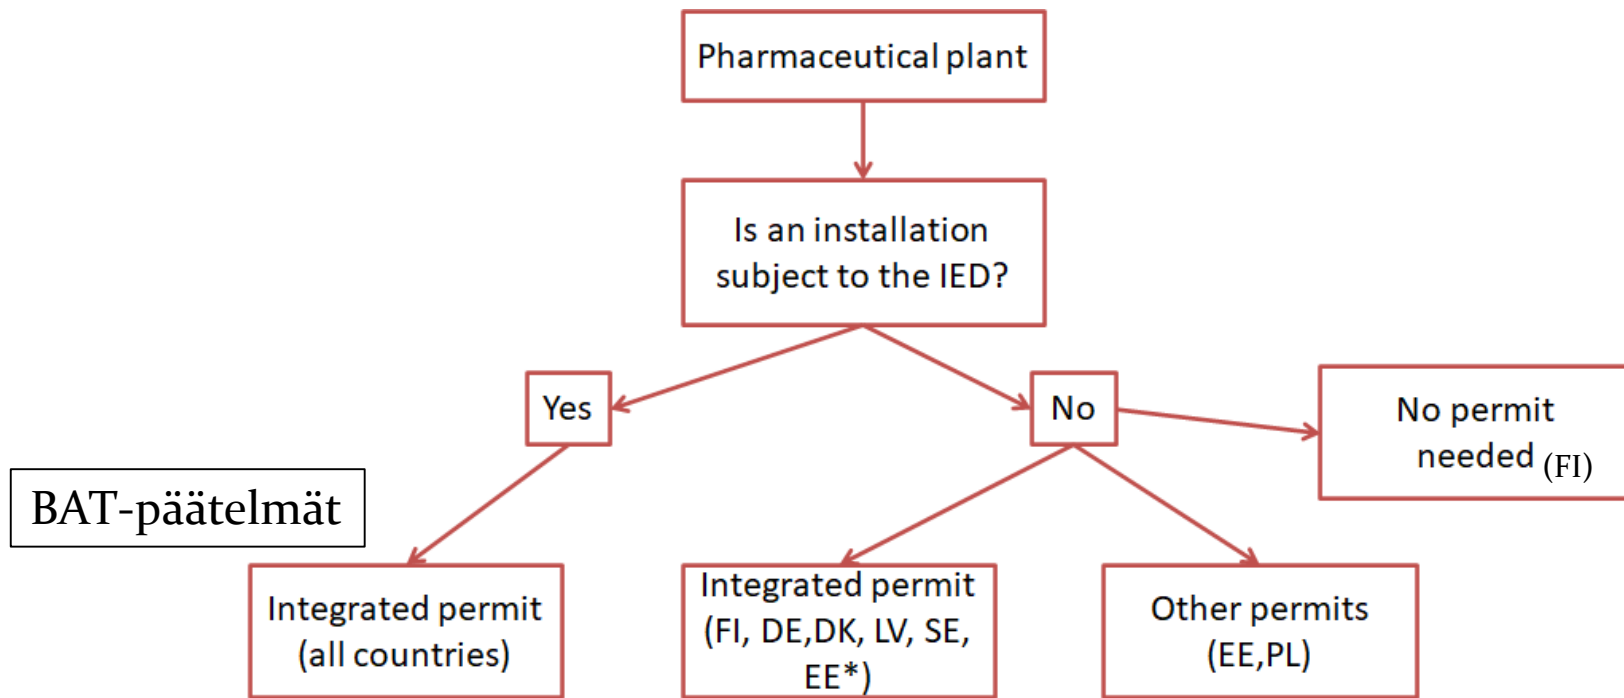 Pharmaceutical plant
Is an installation
subject to the IED?
Yes
No
No permit
needed (FI)
BAT-päätelmät
Integrated permit
(all countries)
Integrated permit
(FI, DE,DK, LV, SE,
EE*)
Other permits
(EE,PL)